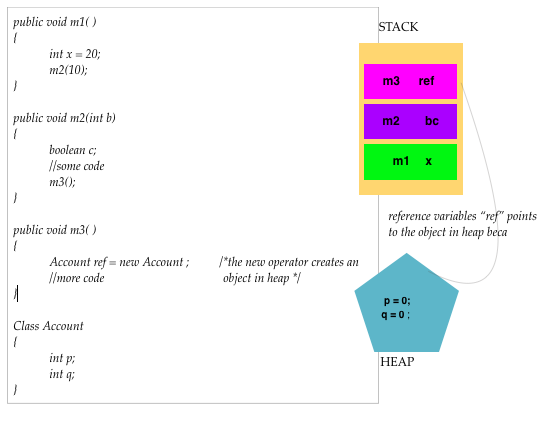 public void m1( )
{
int x = 20;
m2(10);
}
public void m2(int b)
{
boolean c;
//some code
m3();
}
public void m3( )
{
Account ref = new Account ; /*the new operator creates an
//more code object in heap */
}
Class Account
{
int p;
int q;
}
STACK
m3 ref
m2 bc
m1 x
reference variables “ref” points
to the object in heap beca
p = 0;
q = 0 ;
HEAP